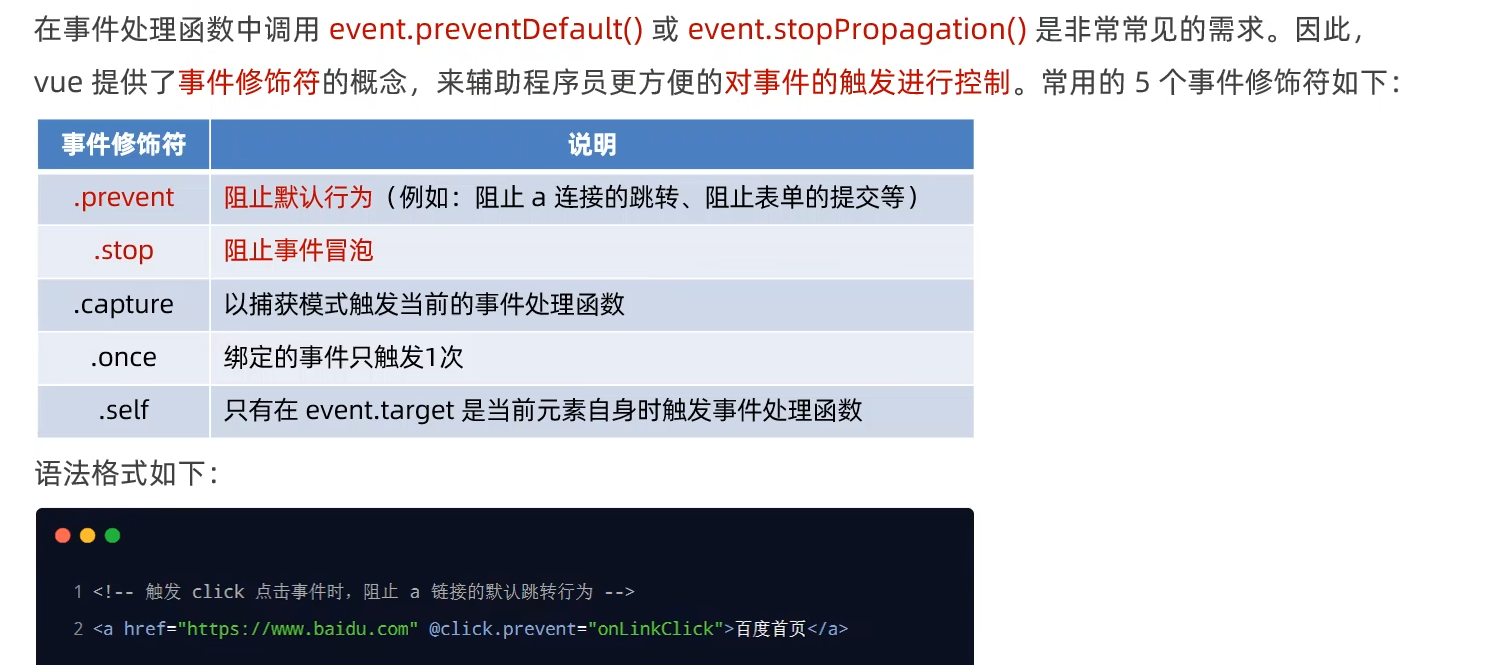 在事件处理函数中调用 event.preventDefault() 或 event.stopPropagation() 是非常常见的需求。因此，
vue 提供了事件修饰符的概念，来辅助程序员更方便的对事件的触发进行控制。常用的 5 个事件修饰符如下：
事件修饰符 说明
.prevent 阻止默认行为（例如：阻止 a 连接的跳转、阻止表单的提交等）
.stop 阻止事件冒泡
.capture 以捕获模式触发当前的事件处理函数
.once 绑定的事件只触发1次
.self 只有在 event.target 是当前元素自身时触发事件处理函数
语法格式如下：
1 <!-- 触发 click 点击事件时，阻止 a 链接的默认跳转行为 -->
2 <a href="https://www.baidu.com" @click.prevent="onLinkClick">百度首页</a>